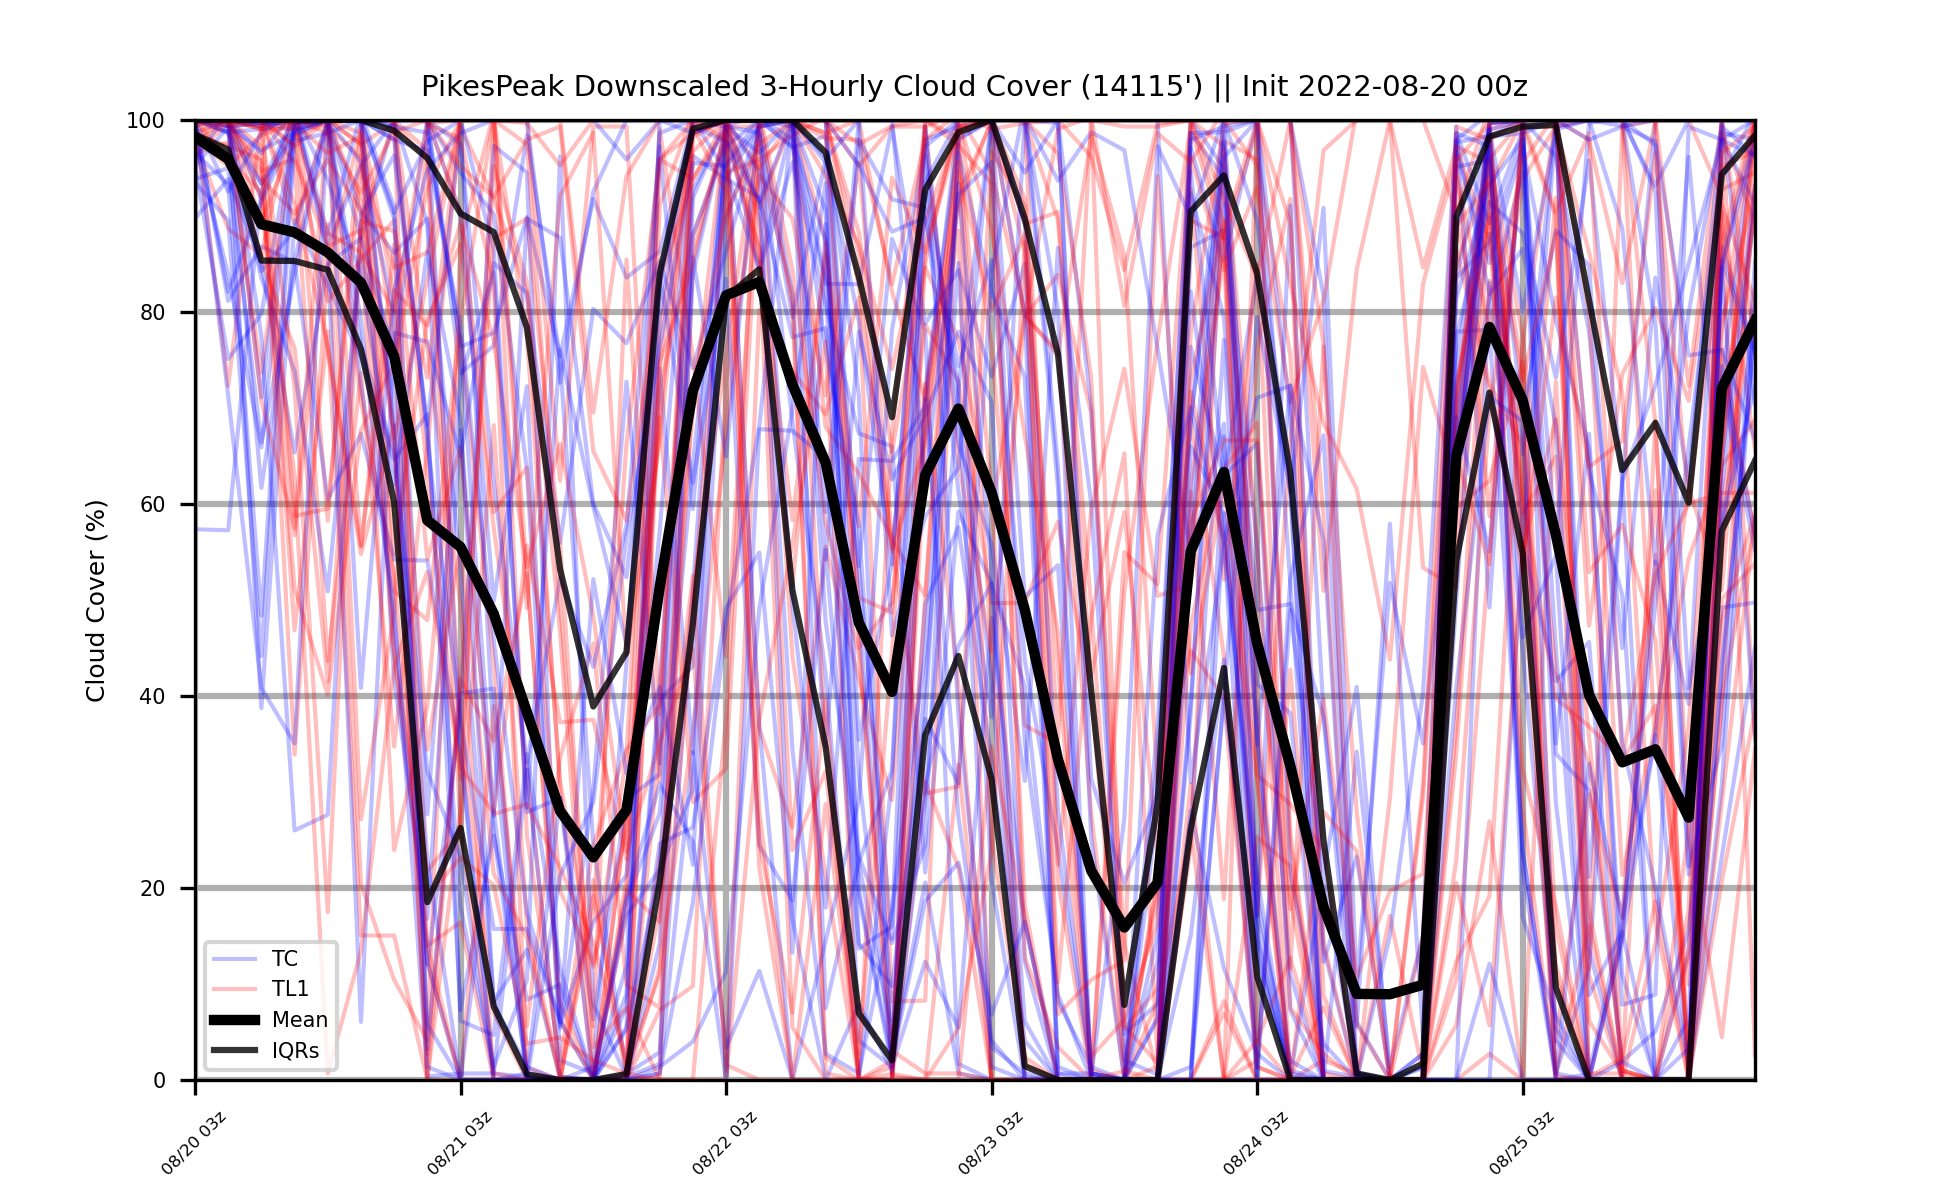 PikesPeak Downscaled 3-Hourly Cloud Cover (14115') || Init 2022-08-20 00z
Cloud Cover (%)
100
80
60
40
20
0
TC
TL1
Mean
IQRs
08/20 03z
08/21 03z
08/22 03z
08/23 03z
08/24 03z
08/25 03z